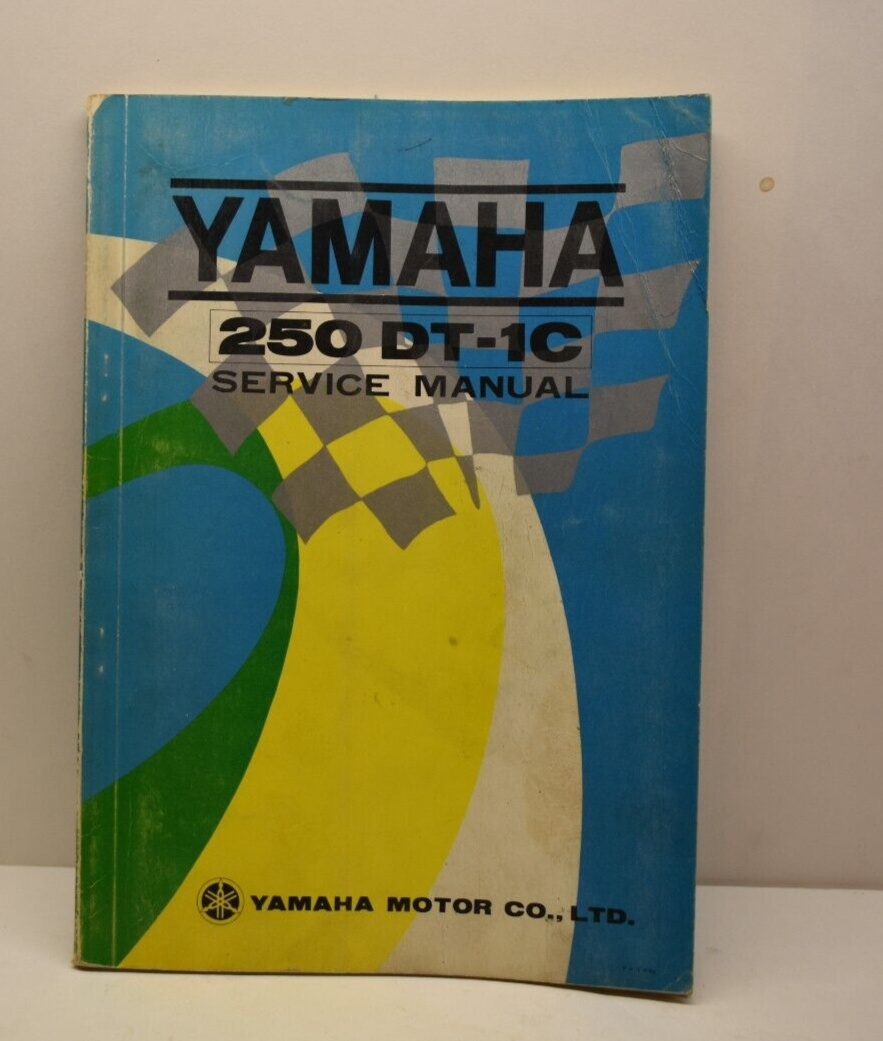 YAMAHA
250 DT-1C
SERVICE MANUAL
YAMAHA MOTOR CO., LTD.